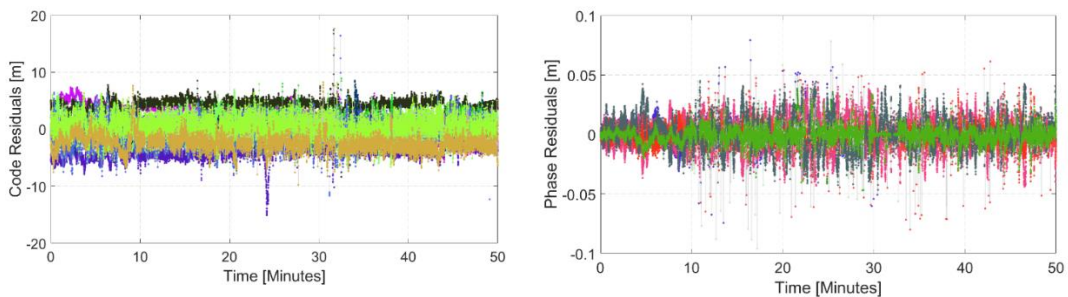 20
10
0
-10
-20
Code Residuals [m]
0 10 20 30 40 50
Time [Minutes]
0.1
0.05
0
-0.05
-0.1
Phase Residuals [m]
0 10 20 30 40 50
Time [Minutes]